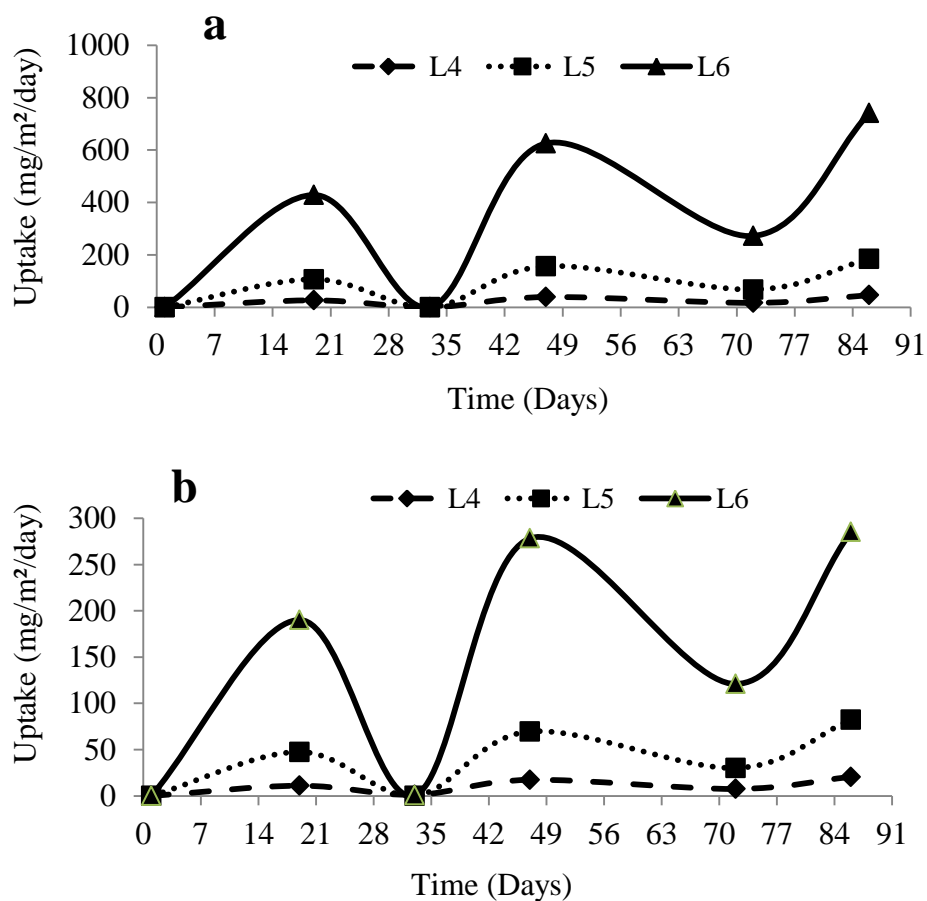 a
L4 L5 L6
Uptake (mg/m²/day)
1000
800
600
400
200
0
0 7 14 21 28 35 42 49 56 63 70 77 84 91
Time (Days)
b
L4 L5 L6
Uptake (mg/m²/day)
300
250
200
150
100
50
0
0 7 14 21 28 35 42 49 56 63 70 77 84 91
Time (Days)